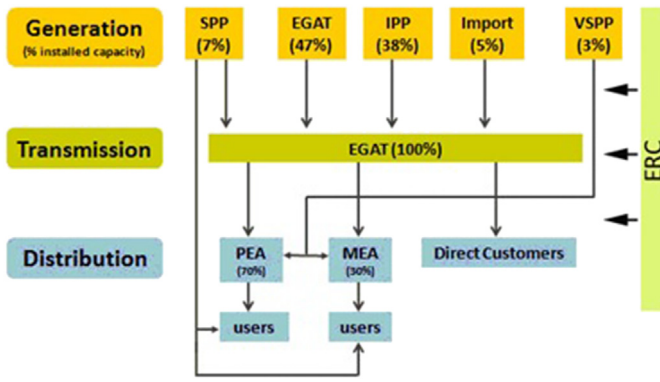 Generation
(% installed capacity)
SPP
(7%)
EGAT
(47%)
IPP
(38%)
Import
(5%)
VSPP
(3%)
Transmission
EGAT (100%)
ERC
Distribution
PEA
(70%)
MEA
(30%)
Direct Customers
users
users